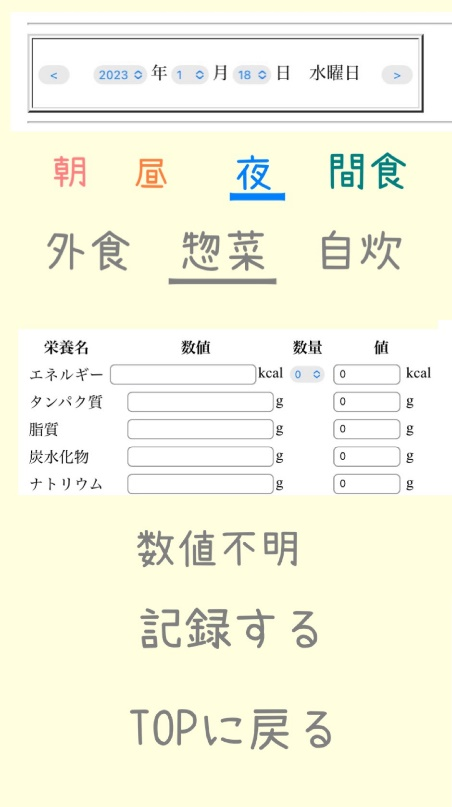 < 2023 年 1 月 18 日 水曜日 >
朝 昼 夜 間食
外食 惣菜 自炊
栄養名 数値 数量 値
エネルギー kcal 0 0 kcal
タンパク質 g 0 g
脂質 g 0 g
炭水化物 g 0 g
ナトリウム g 0 g
数値不明
記録する
TOPに戻る